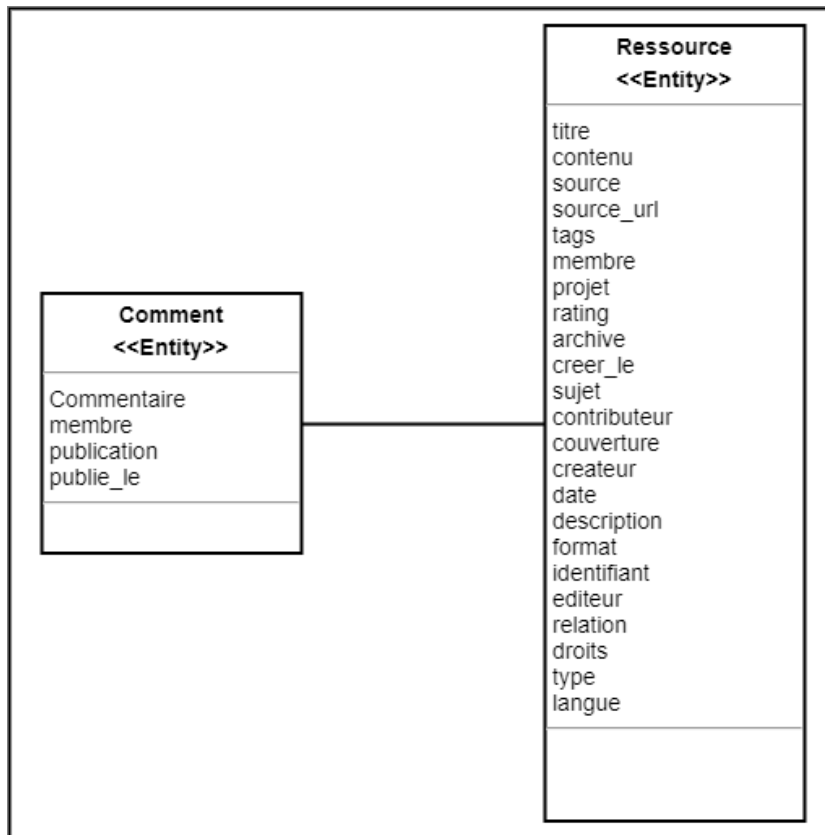 Comment
<<Entity>>
Commentaire
membre
publication
publie_le
Ressource
<<Entity>>
titre
contenu
source
source_url
tags
membre
projet
rating
archive
creer_le
sujet
contributeur
couverture
createur
date
description
format
identifiant
editeur
relation
droits
type
langue